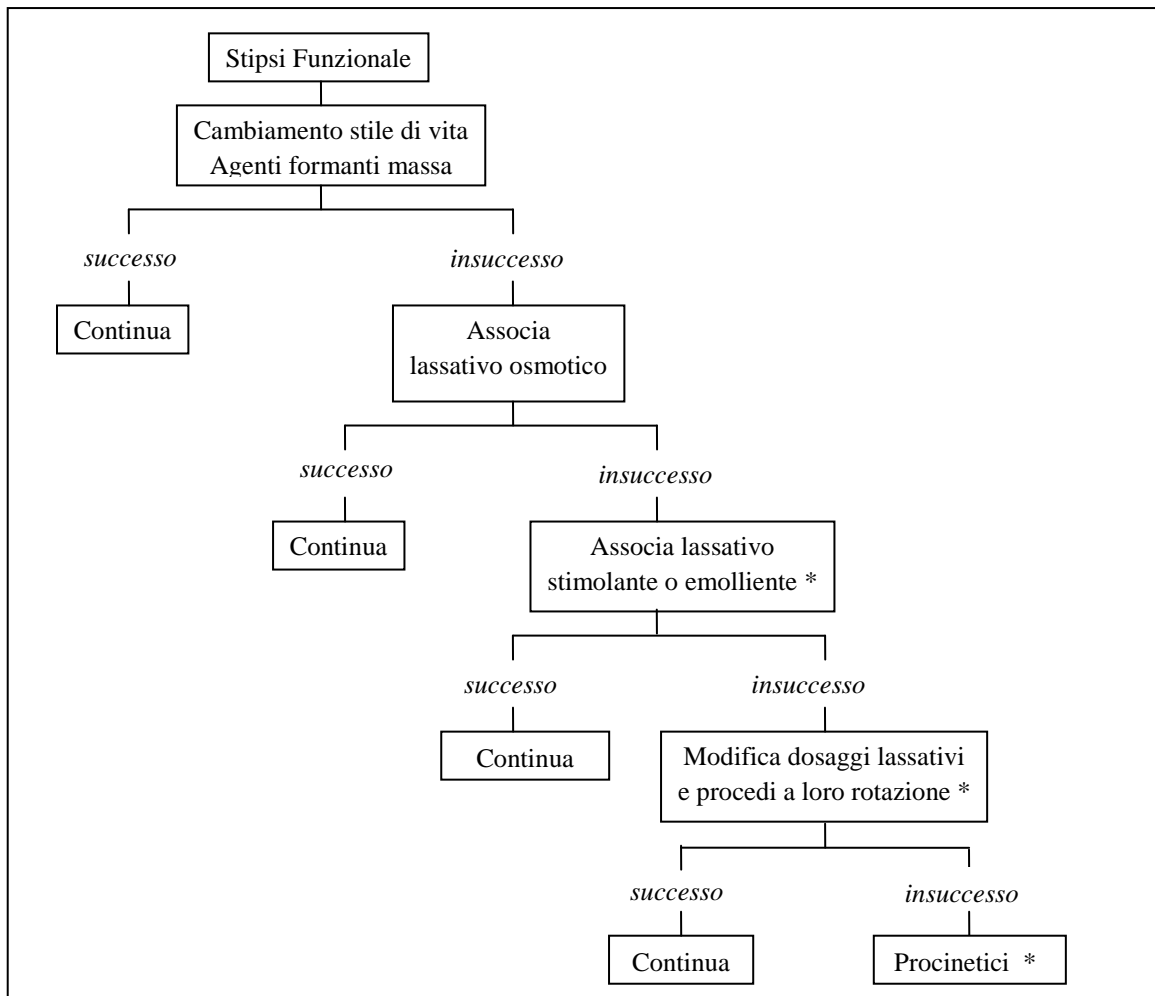 Stipsi Funzionale
Cambiamento stile di vita
Agenti formanti massa
successo
insuccesso
Continua
Associa
lassativo osmotico
successo
insuccesso
Continua
Associa lassativo
stimolante o emolliente *
successo
insuccesso
Continua
Modifica dosaggi lassativi
e procedi a loro rotazione *
successo
insuccesso
Continua
Procinetici *